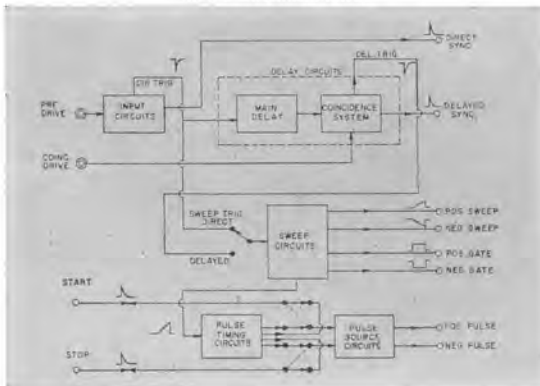 DIRECT
SYNC.
DIR TRIG
DEL. TRIG
DELAY CIRCUITS
PRE
DRIVE
INPUT
CIRCUITS
MAIN
DELAY
COINCIDENCE
SYSTEM
DELAYED
SYNC.
COINC
DRIVE
SWEEP TRIG
DIRECT
SWEEP
CIRCUITS
DELAYED
POS SWEEP
NEG SWEEP
POS GATE
NEG GATE
START
PULSE
TIMING
CIRCUITS
PULSE
SOURCE
CIRCUITS
POS PULSE
NEG PULSE
STOP